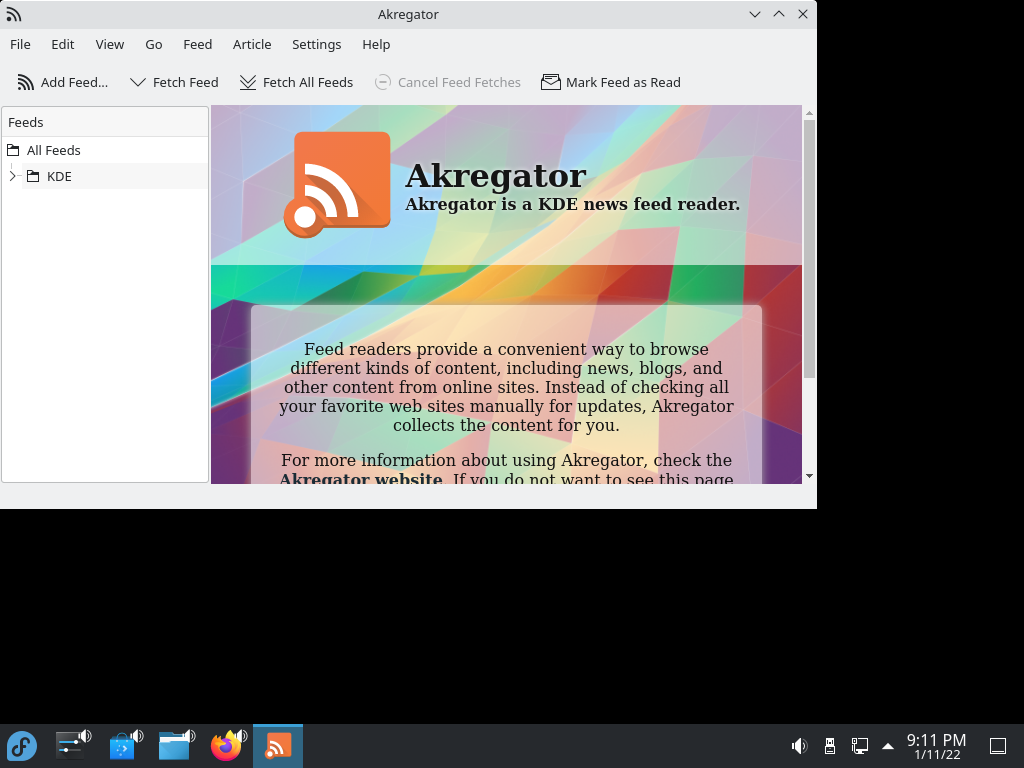 Akregator
File Edit View Go Feed Article Settings Help
Add Feed... Fetch Feed Fetch All Feeds Cancel Feed Fetches Mark Feed as Read
Feeds
All Feeds
KDE
Akregator
Akregator is a KDE news feed reader.
Feed readers provide a convenient way to browse
different kinds of content, including news, blogs, and
other content from online sites. Instead of checking all
your favorite web sites manually for updates, Akregator
collects the content for you.
For more information about using Akregator, check the
Akregator website. If you do not want to see this page
9:11 PM
1/11/22